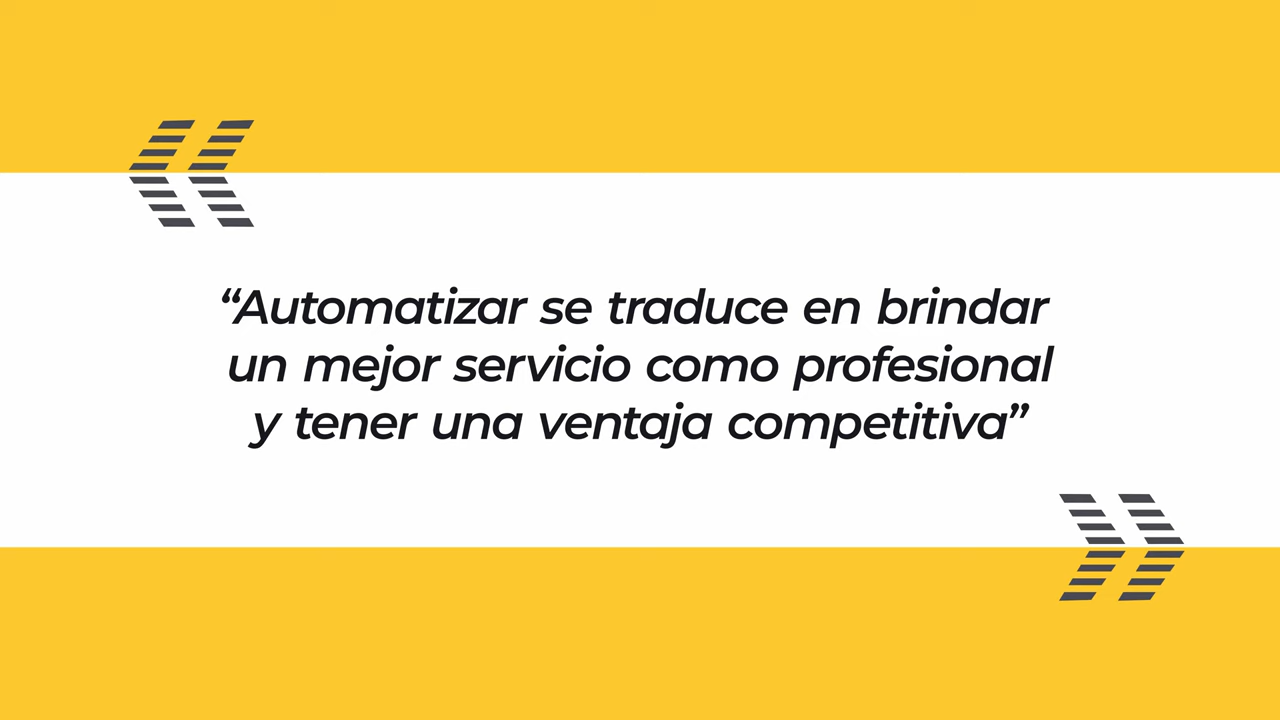 “Automatizar se traduce en brindar
un mejor servicio como profesional
y tener una ventaja competitiva”